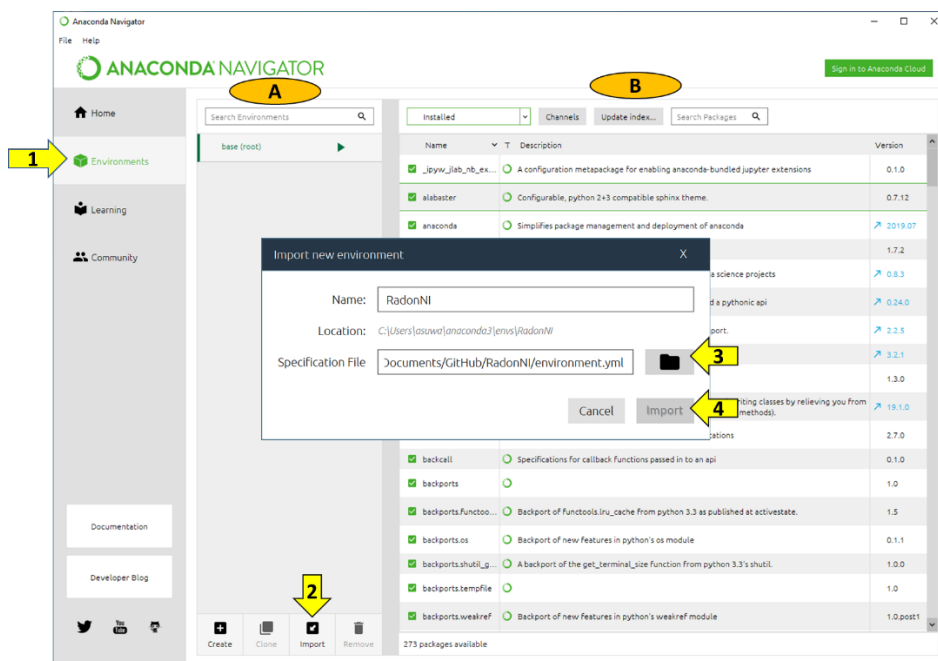 Anaconda Navigator
File Help
ANACONDA NAVIGATOR
Sign in to Anaconda Cloud
A
B
1
Home
Environments
Learning
Community
Documentation
Developer Blog
You Tube
Search Environments
base (root)
2
Create Clone Import Remove
Installed Channels Update index... Search Packages
Name T Description Version
_ipyw_jlab_nb_ex... A configuration metapackage for enabling anaconda-bundled jupyter extensions 0.1.0
alabaster Configurable, python 2+3 compatible sphinx theme. 0.7.12
anaconda Simplifies package management and deployment of anaconda 2019.07
1.7.2
a science projects 0.8.3
d a pythonic api 0.24.0
port. 2.2.5
3.2.1
1.3.0
riting classes by relieving you from
methods). 19.1.0
cations 2.7.0
backcall Specifications for callback functions passed in to an api 0.1.0
backports 1.0
backports.functoo... Backport of functools.lru_cache from python 3.3 as published at activestate. 1.5
backports.os Backport of new features in python's os module 0.1.1
backports.shutil_g... A backport of the get_terminal_size function from python 3.3's shutil. 1.0.0
backports.tempfile 1.0
backports.weakref Backport of new features in python's weakref module 1.0.post1
273 packages available
Import new environment X
Name: RadonNI
Location: C:\Users\asuwa\anaconda3\envs\RadonNI
Specification File Documents/GitHub/RadonNI/environment.yml
3
Cancel Import
4